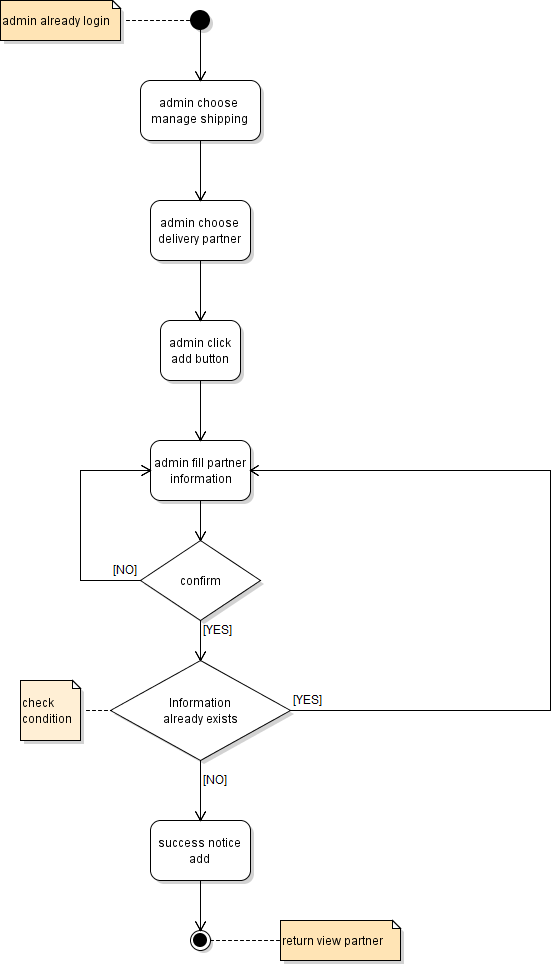 admin already login
admin choose
manage shipping
admin choose
delivery partner
admin click
add button
admin fill partner
information
[NO]
confirm
[YES]
check
condition
Information
already exists
[YES]
[NO]
success notice
add
return view partner